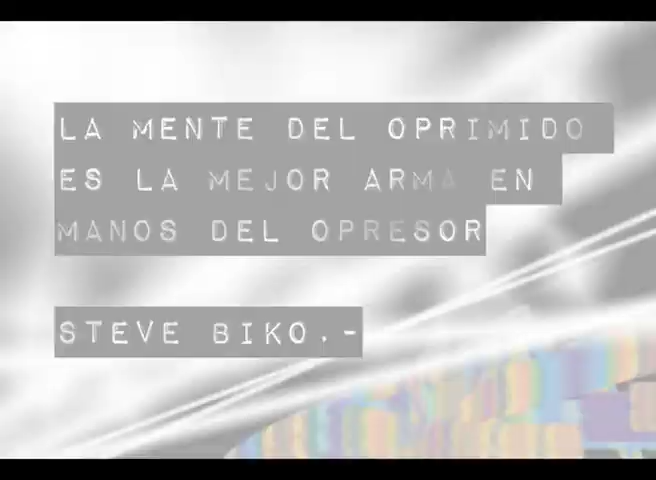 LA MENTE DEL OPRIMIDO
ES LA MEJOR ARMA EN
MANOS DEL OPRESOR
STEVE BIKO.-